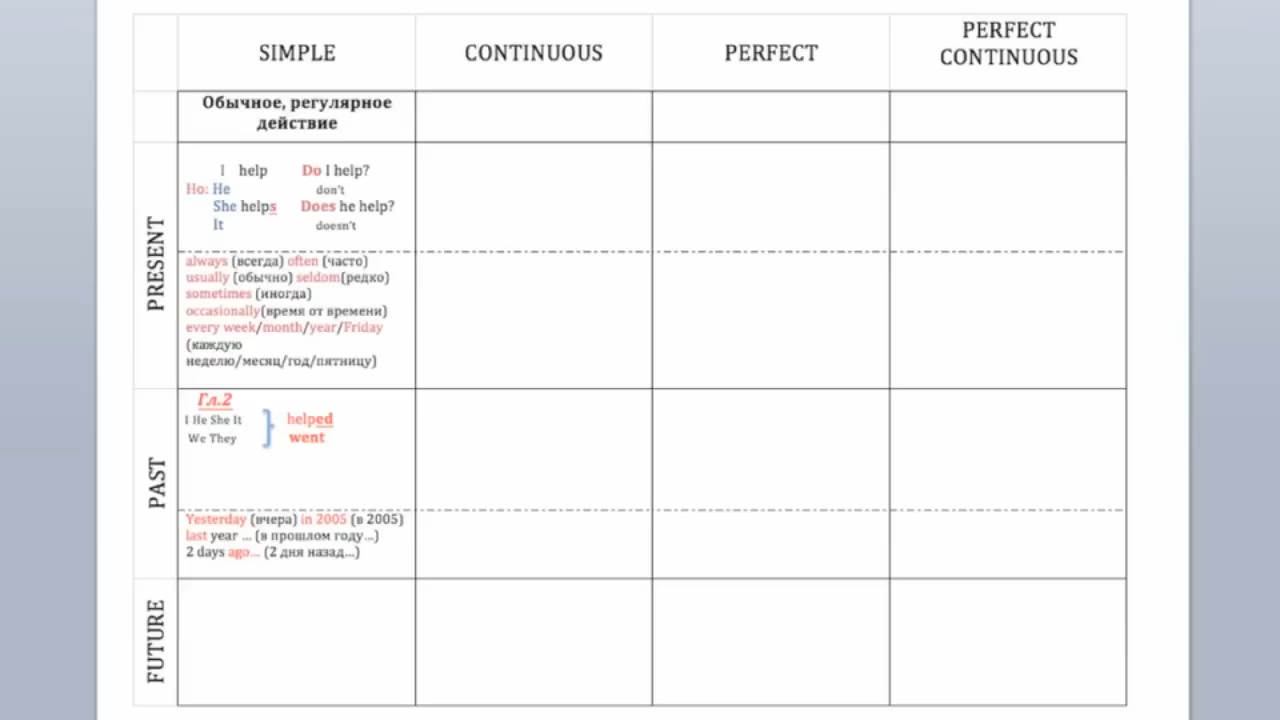 SIMPLE
CONTINUOUS
PERFECT
PERFECT
CONTINUOUS
Обычное, регулярное
действие
PRESENT
I help Do I help?
Но: He don't
She helps Does he help?
It doesn't
always (всегда) often (часто)
usually (обычно) seldom(редко)
sometimes (иногда)
occasionally(время от времени)
every week/month/year/Friday
(каждую
неделю/месяц/год/пятницу)
PAST
Гл.2
I He She It helped
We They went
Yesterday (вчера) in 2005 (в 2005)
last year ... (в прошлом году...)
2 days ago... (2 дня назад...)
FUTURE